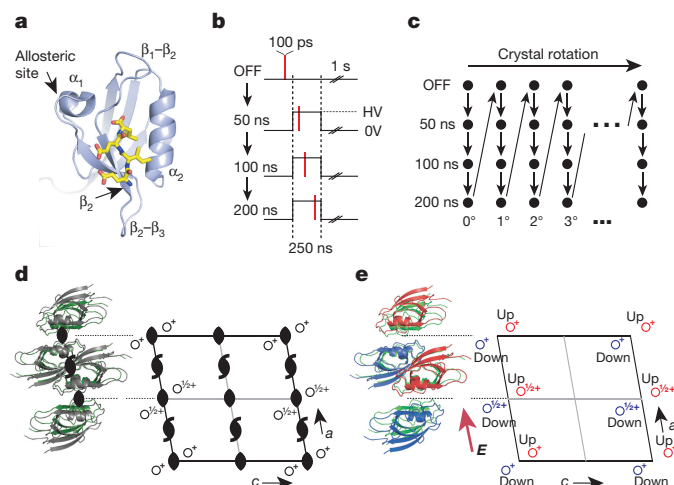 a
Allosteric site
α1
β1–β2
α2
β2
β2–β3
b
100 ps
OFF
1 s
50 ns
HV
0V
100 ns
200 ns
250 ns
c
Crystal rotation
OFF
50 ns
100 ns
200 ns
0° 1° 2° 3°
d
O+ O+ O+
O½+ O½+ O½+
O+ O+ O+
a
c
e
Up Up
O+ O+
O+ O+
Down Down
Up Up
O½+ O½+
O½+ O½+
Down Down
E
a
Up Up
O+ O+
O+ O+
Down Down
c